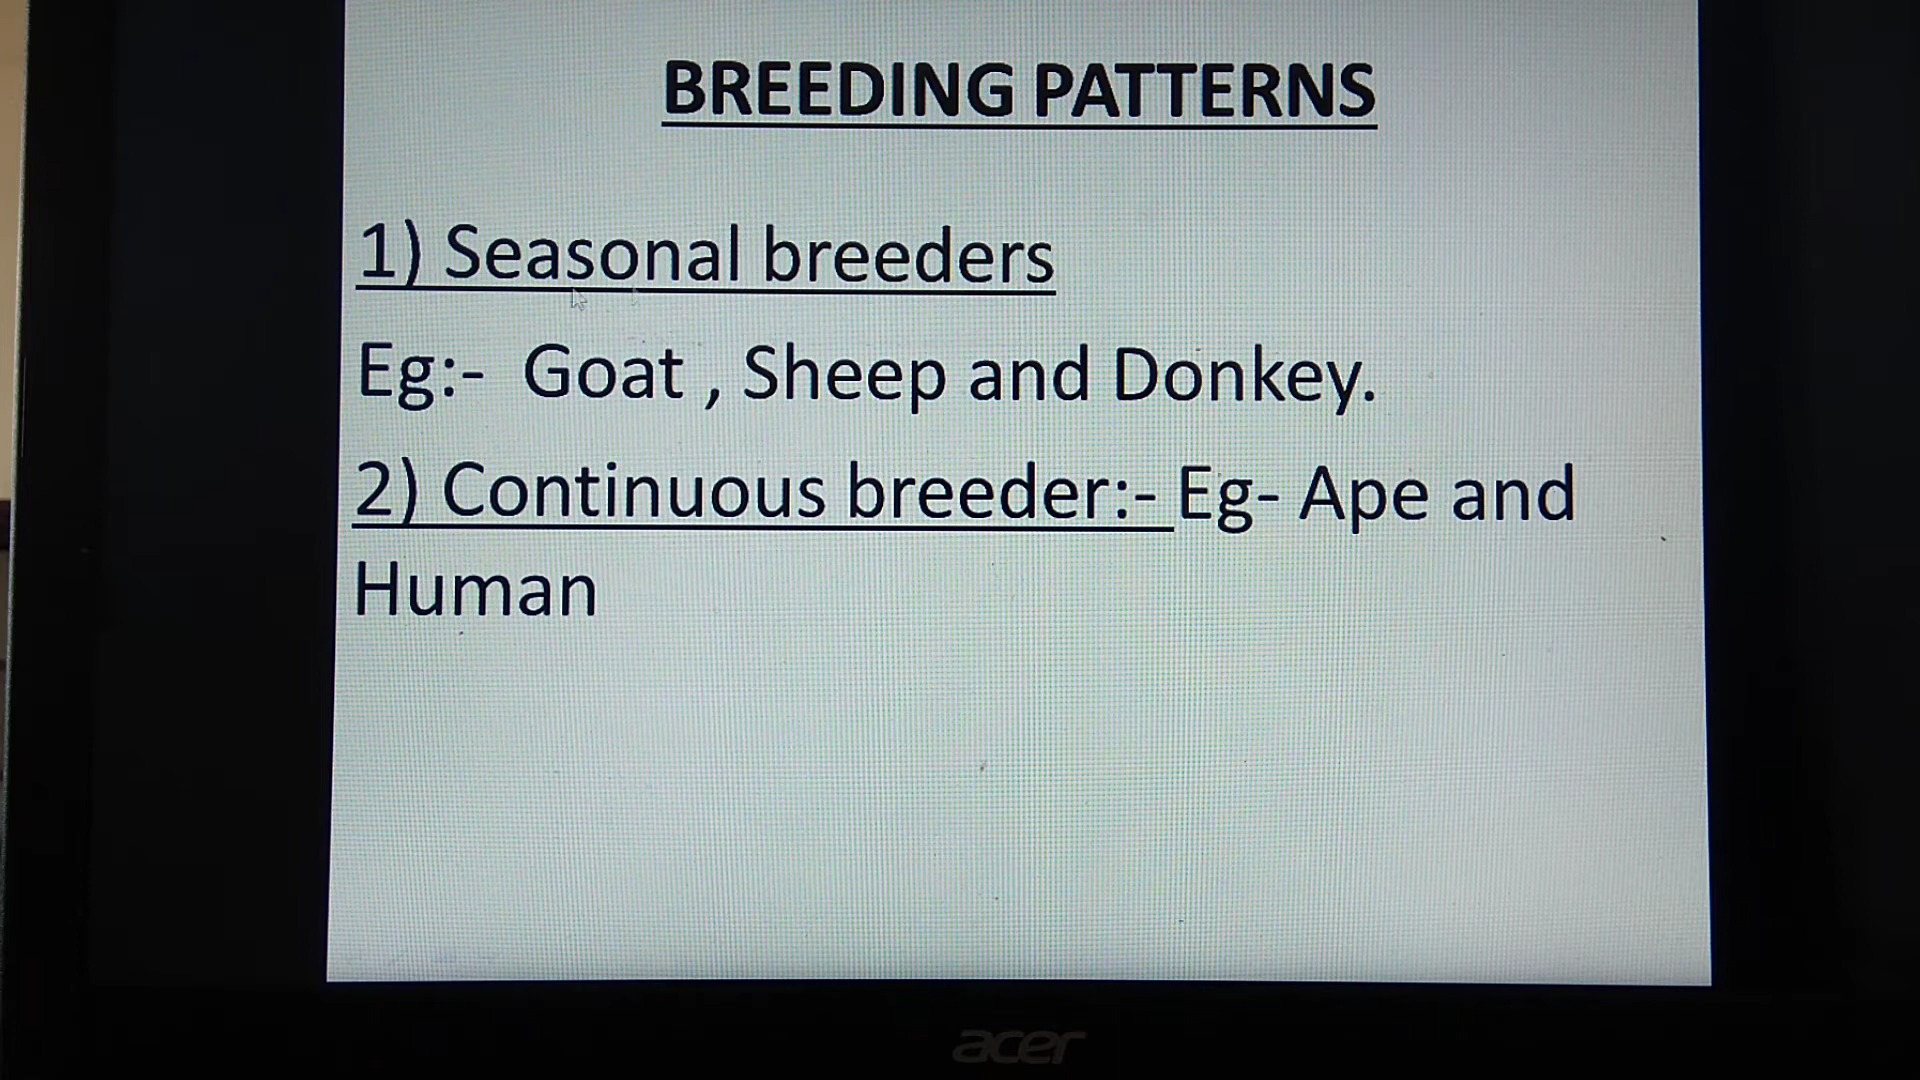 BREEDING PATTERNS
1) Seasonal breeders
Eg:- Goat , Sheep and Donkey.
2) Continuous breeder:- Eg- Ape and
Human
acer